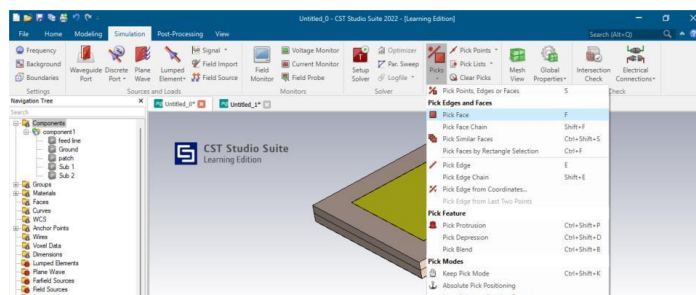 Untitled_0 - CST Studio Suite 2022 - [Learning Edition]
File Home Modeling Simulation Post-Processing View Search (Alt+Q)
Frequency
Background
Boundaries
Settings
Waveguide Port
Discrete Port
Plane Wave
Lumped Element
Signal
Field Import
Field Source
Sources and Loads
Field Monitor
Voltage Monitor
Current Monitor
Field Probe
Monitors
Setup Solver
Optimizer
Par. Sweep
Logfile
Solver
Picks
Pick Points
Pick Lists
Clear Picks
Mesh View
Global Properties
Intersection Check
Electrical Connections
Check
Navigation Tree
Search
Components
component1
feed line
Ground
patch
Sub 1
Sub 2
Groups
Materials
Faces
Curves
WCS
Anchor Points
Wires
Voxel Data
Dimensions
Lumped Elements
Plane Wave
Farfield Sources
Field Sources
Untitled_0* Untitled_1*
CST Studio Suite
Learning Edition
Pick Points, Edges or Faces S
Pick Edges and Faces
Pick Face F
Pick Face Chain Shift+F
Pick Similar Faces Ctrl+Shift+S
Pick Faces by Rectangle Selection Ctrl+F
Pick Edge E
Pick Edge Chain Shift+E
Pick Edge from Coordinates...
Pick Edge from Last Two Points
Pick Feature
Pick Protrusion Ctrl+Shift+P
Pick Depression Ctrl+Shift+D
Pick Blend Ctrl+Shift+B
Pick Modes
Keep Pick Mode Ctrl+Shift+K
Absolute Pick Positioning